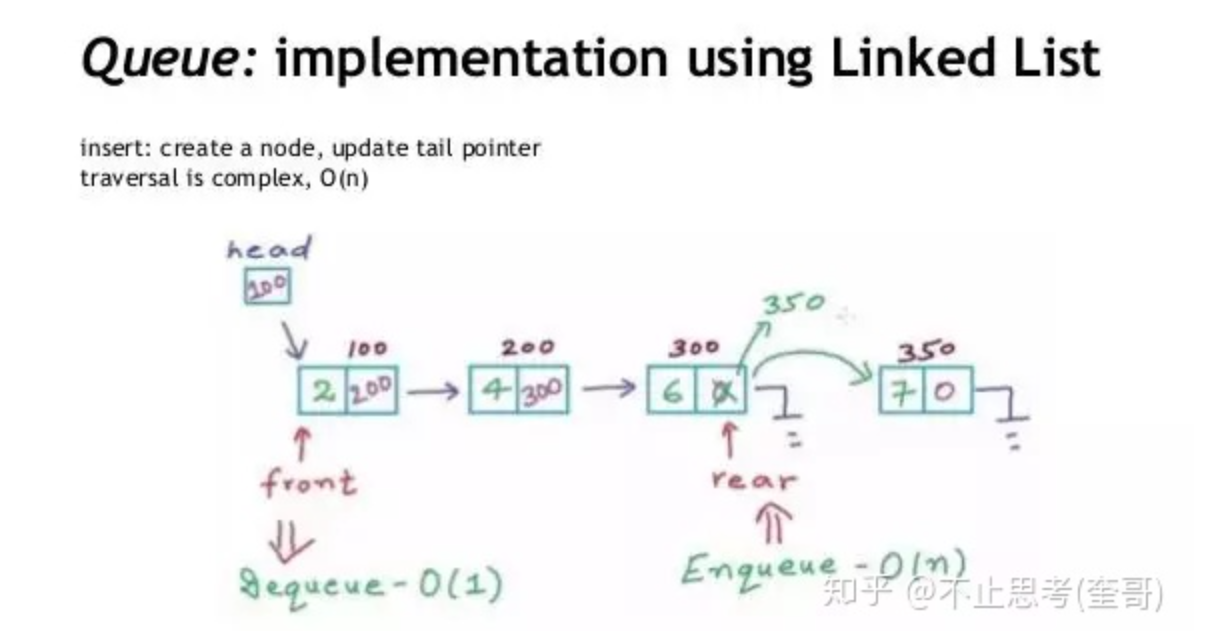 Queue: implementation using Linked List
insert: create a node, update tail pointer
traversal is complex, O(n)
head
100
350
100 200 300 350
2 200 4 300 6 7 0
front rear
Dequeue - O(1) Enqueue - O(n)
知乎 @不止思考(奎哥)